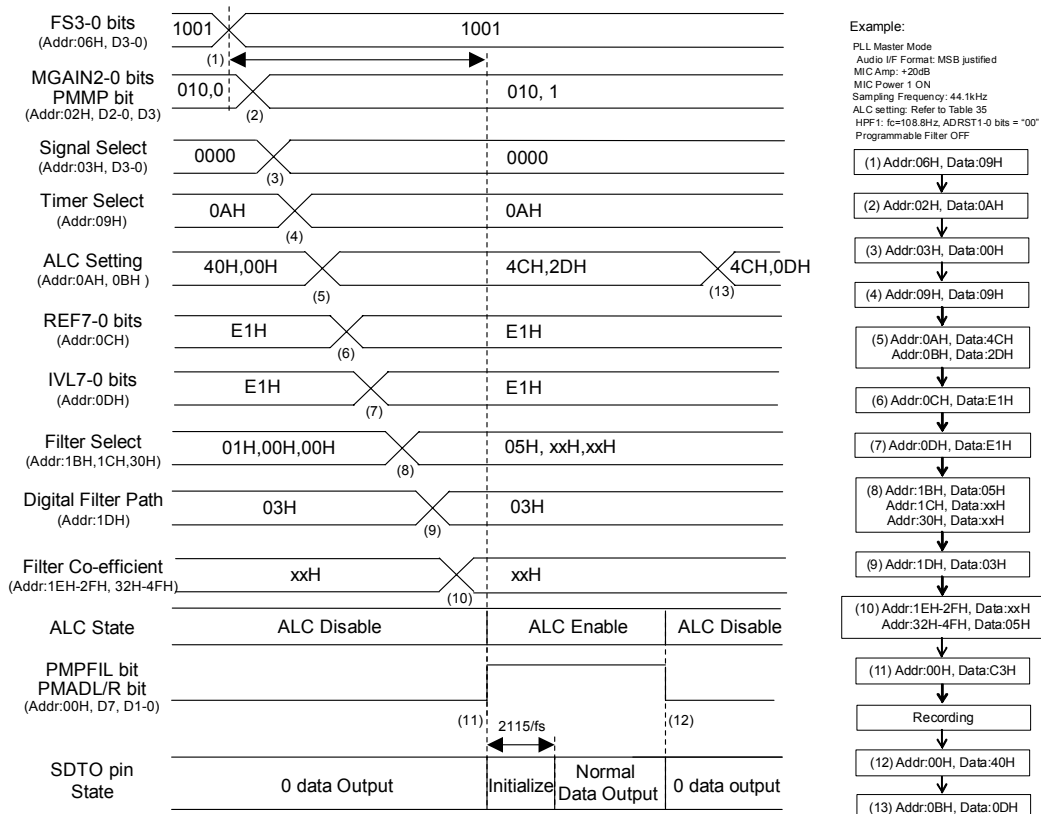 FS3-0 bits
(Addr:06H, D3-0)
1001
1001
(1)
MGAIN2-0 bits
PMMP bit
(Addr:02H, D2-0, D3)
010,0
010, 1
(2)
Signal Select
(Addr:03H, D3-0)
0000
0000
(3)
Timer Select
(Addr:09H)
0AH
0AH
(4)
ALC Setting
(Addr:0AH, 0BH )
40H,00H
4CH,2DH
4CH,0DH
(5)
(13)
REF7-0 bits
(Addr:0CH)
E1H
E1H
(6)
IVL7-0 bits
(Addr:0DH)
E1H
E1H
(7)
Filter Select
(Addr:1BH,1CH,30H)
01H,00H,00H
05H, xxH,xxH
(8)
Digital Filter Path
(Addr:1DH)
03H
03H
(9)
Filter Co-efficient
(Addr:1EH-2FH, 32H-4FH)
xxH
xxH
(10)
ALC State
ALC Disable
ALC Enable
ALC Disable
PMPFIL bit
PMADL/R bit
(Addr:00H, D7, D1-0)
(11)
2115/fs
(12)
SDTO pin
State
0 data Output
Initialize
Normal
Data Output
0 data output
Example:
PLL Master Mode
Audio I/F Format: MSB justified
MIC Amp: +20dB
MIC Power 1 ON
Sampling Frequency: 44.1kHz
ALC setting: Refer to Table 35
HPF1: fc=108.8Hz, ADRST1-0 bits = “00”
Programmable Filter OFF
(1) Addr:06H, Data:09H
(2) Addr:02H, Data:0AH
(3) Addr:03H, Data:00H
(4) Addr:09H, Data:09H
(5) Addr:0AH, Data:4CH
Addr:0BH, Data:2DH
(6) Addr:0CH, Data:E1H
(7) Addr:0DH, Data:E1H
(8) Addr:1BH, Data:05H
Addr:1CH, Data:xxH
Addr:30H, Data:xxH
(9) Addr:1DH, Data:03H
(10) Addr:1EH-2FH, Data:xxH
Addr:32H-4FH, Data:05H
(11) Addr:00H, Data:C3H
Recording
(12) Addr:00H, Data:40H
(13) Addr:0BH, Data:0DH